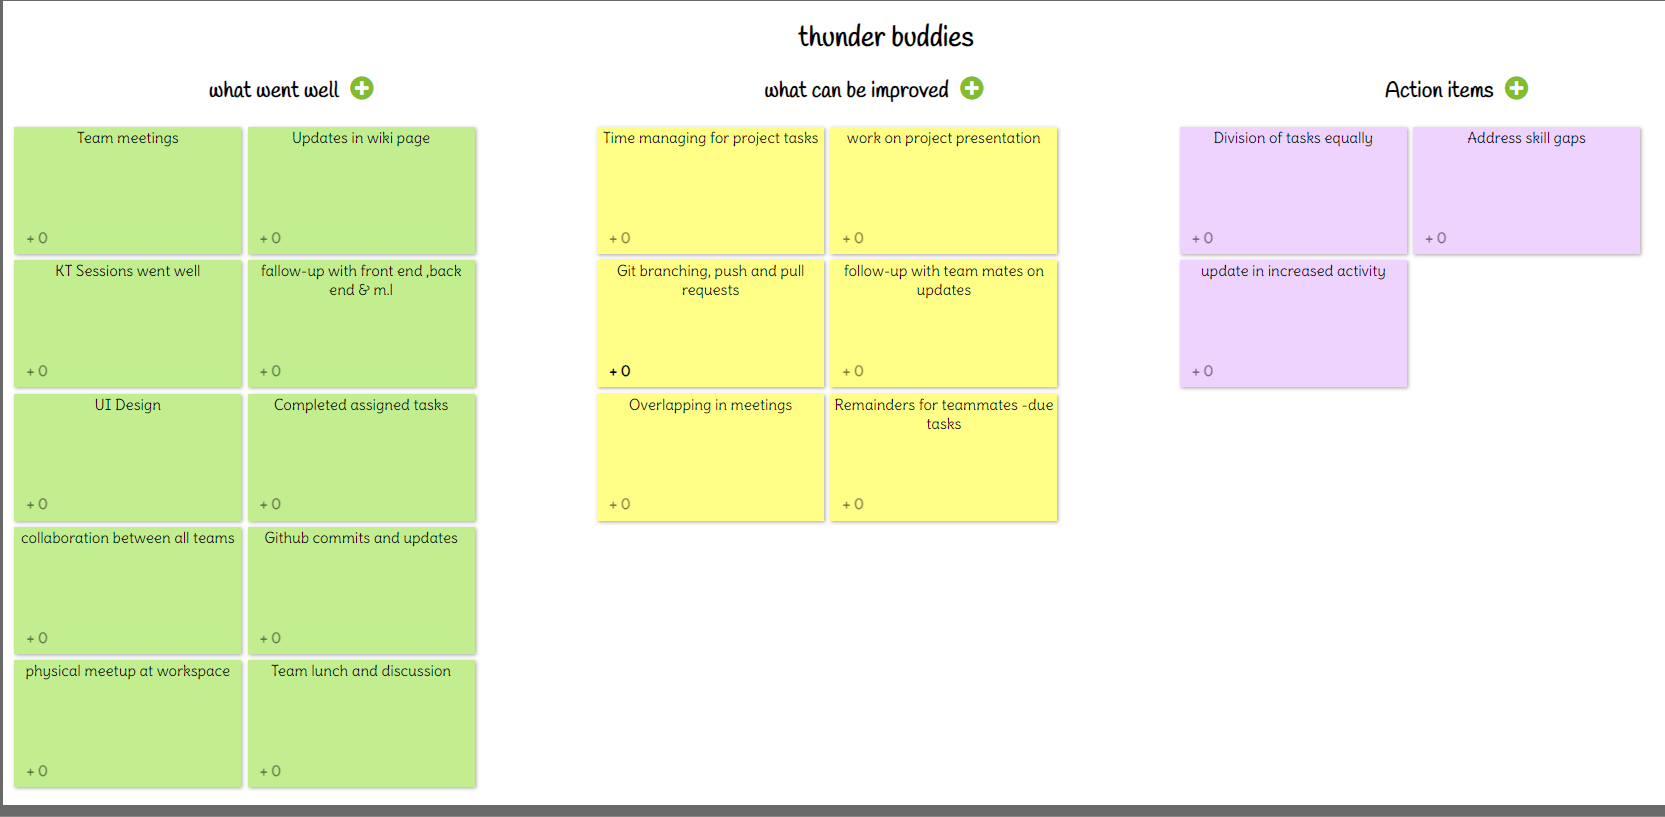 thunder buddies
what went well
Team meetings
Updates in wiki page
+ 0
+ 0
KT Sessions went well
fallow-up with front end ,back
end & m.l
+ 0
+ 0
UI Design
Completed assigned tasks
+ 0
+ 0
collaboration between all teams
Github commits and updates
+ 0
+ 0
physical meetup at workspace
Team lunch and discussion
+ 0
+ 0
what can be improved
Time managing for project tasks
work on project presentation
+ 0
+ 0
Git branching, push and pull
requests
follow-up with team mates on
updates
+ 0
+ 0
Overlapping in meetings
Remainders for teammates -due
tasks
+ 0
+ 0
Action items
Division of tasks equally
Address skill gaps
+ 0
+ 0
update in increased activity
+ 0